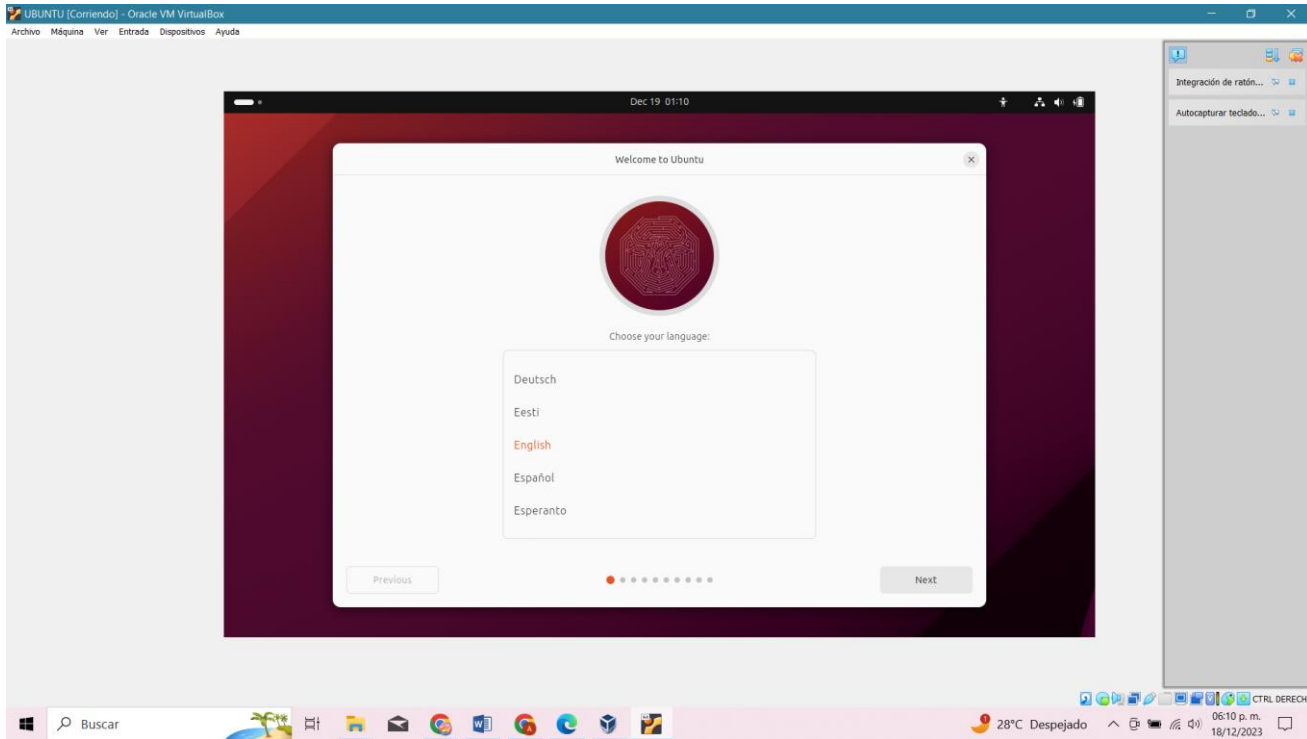 UBUNTU [Corriendo] - Oracle VM VirtualBox
Archivo Máquina Ver Entrada Dispositivos Ayuda
Integración de ratón...
Autocapturar teclado...
Dec 19 01:10
Welcome to Ubuntu
Choose your language:
Deutsch
Eesti
English
Español
Esperanto
Previous
Next
CTRL DERECH
Buscar
9
28°C Despejado
06:10 p. m.
18/12/2023